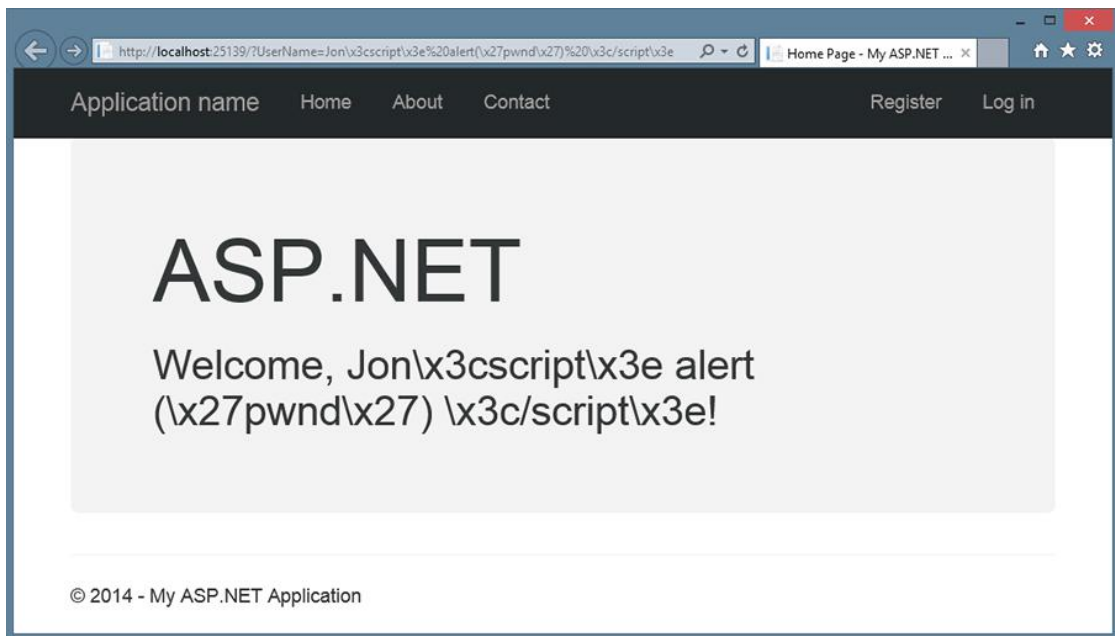 http://localhost:25139/?UserName=Jon\x3cscript\x3e%20alert(\x27pwnd\x27)%20\x3c/script\x3e
Home Page - My ASP.NET ...
Application name Home About Contact Register Log in
ASP.NET
Welcome, Jon\x3cscript\x3e alert
(\x27pwnd\x27) \x3c/script\x3e!
© 2014 - My ASP.NET Application